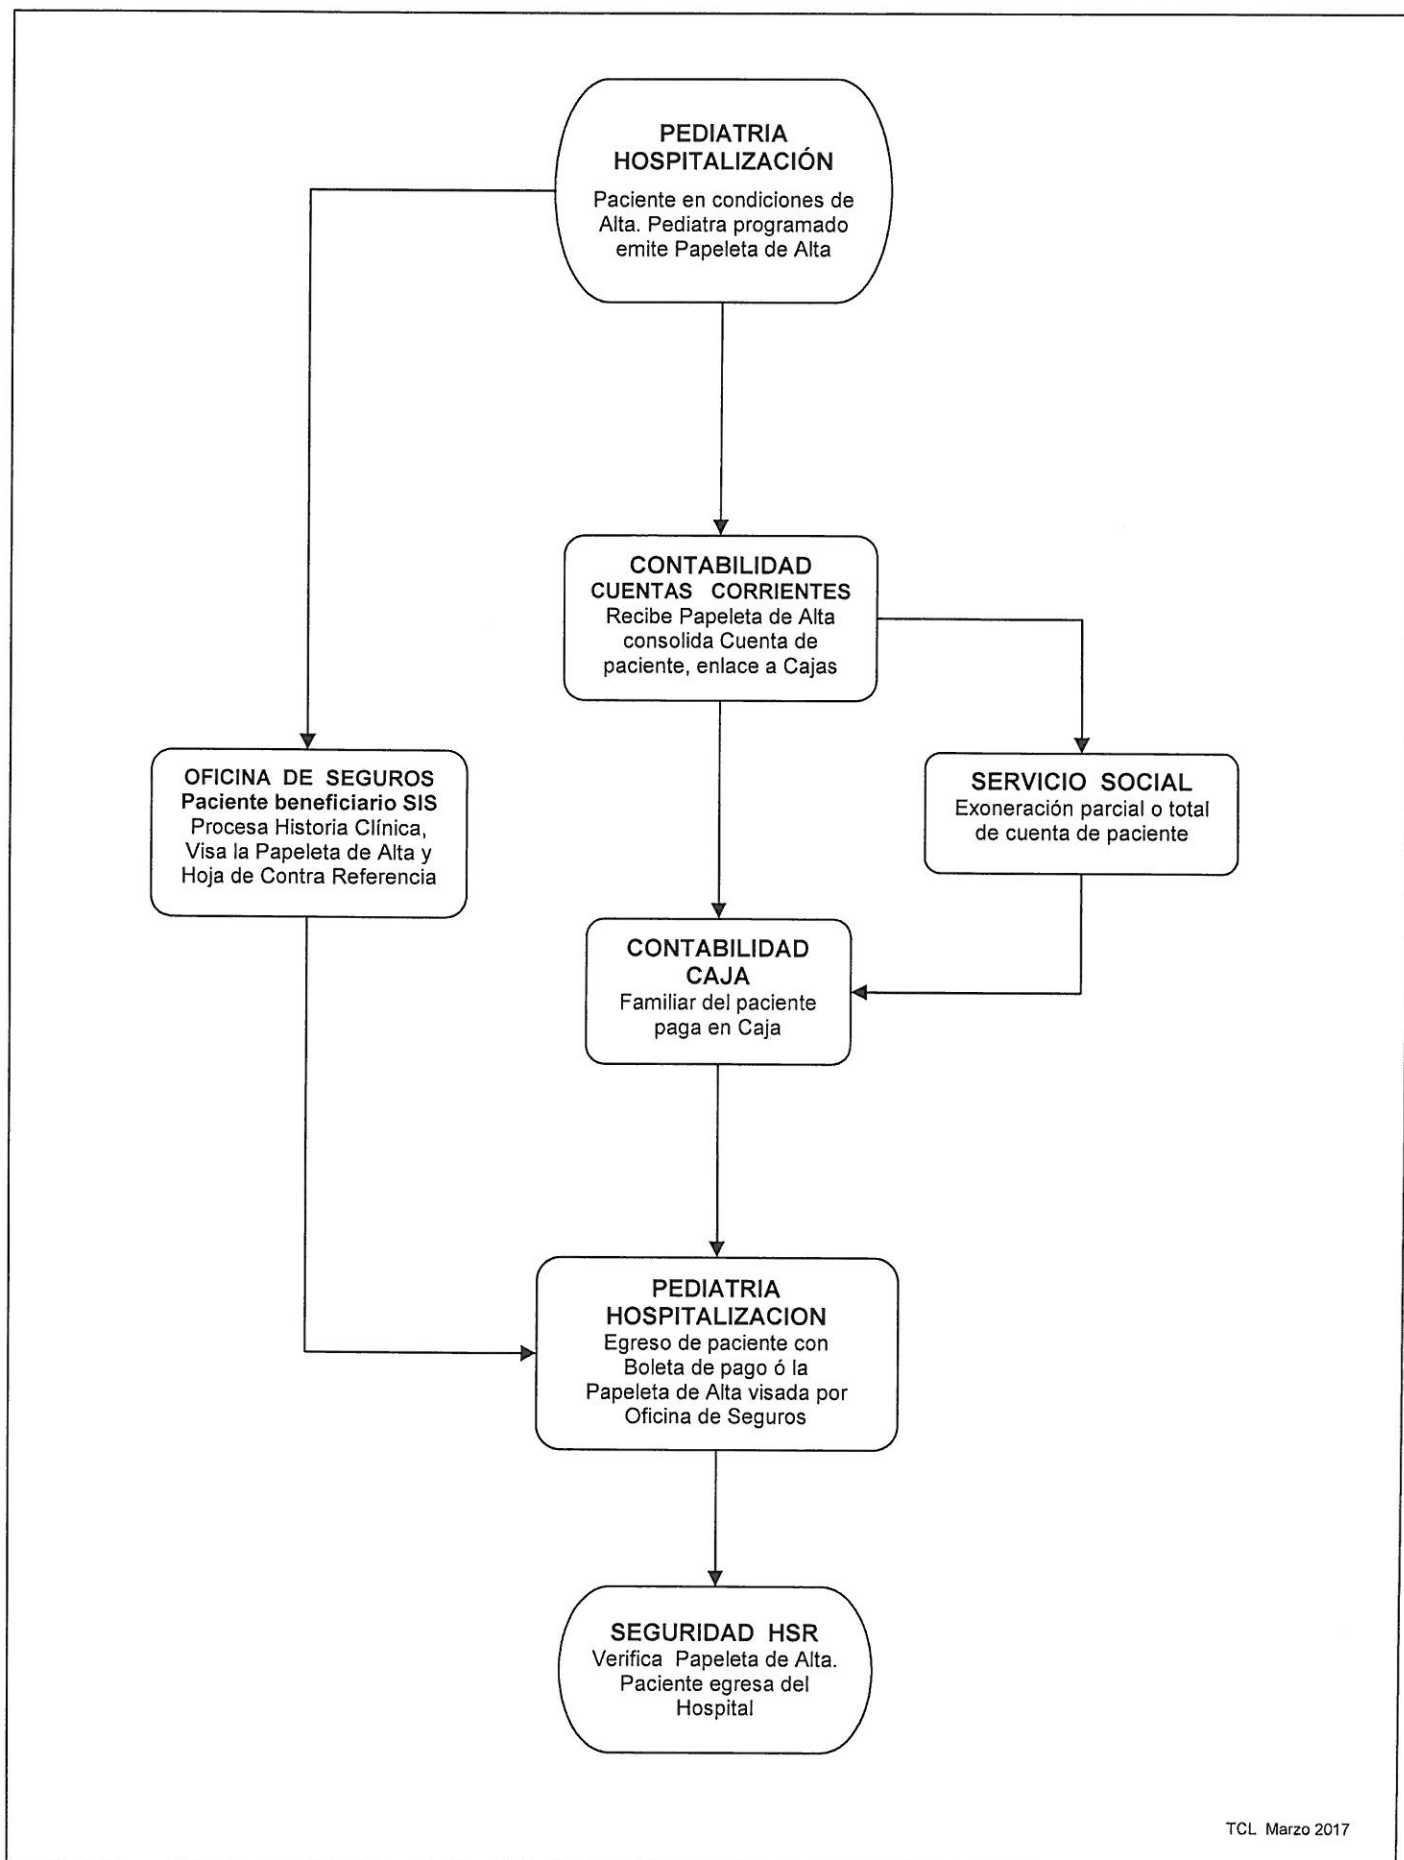 PEDIATRIA
HOSPITALIZACIÓN
Paciente en condiciones de
Alta. Pediatra programado
emite Papeleta de Alta
CONTABILIDAD
CUENTAS CORRIENTES
Recibe Papeleta de Alta
consolida Cuenta de
paciente, enlace a Cajas
OFICINA DE SEGUROS
Paciente beneficiario SIS
Procesa Historia Clínica,
Visa la Papeleta de Alta y
Hoja de Contra Referencia
SERVICIO SOCIAL
Exoneración parcial o total
de cuenta de paciente
CONTABILIDAD
CAJA
Familiar del paciente
paga en Caja
PEDIATRIA
HOSPITALIZACION
Egreso de paciente con
Boleta de pago ó la
Papeleta de Alta visada por
Oficina de Seguros
SEGURIDAD HSR
Verifica Papeleta de Alta.
Paciente egresa del
Hospital
TCL Marzo 2017